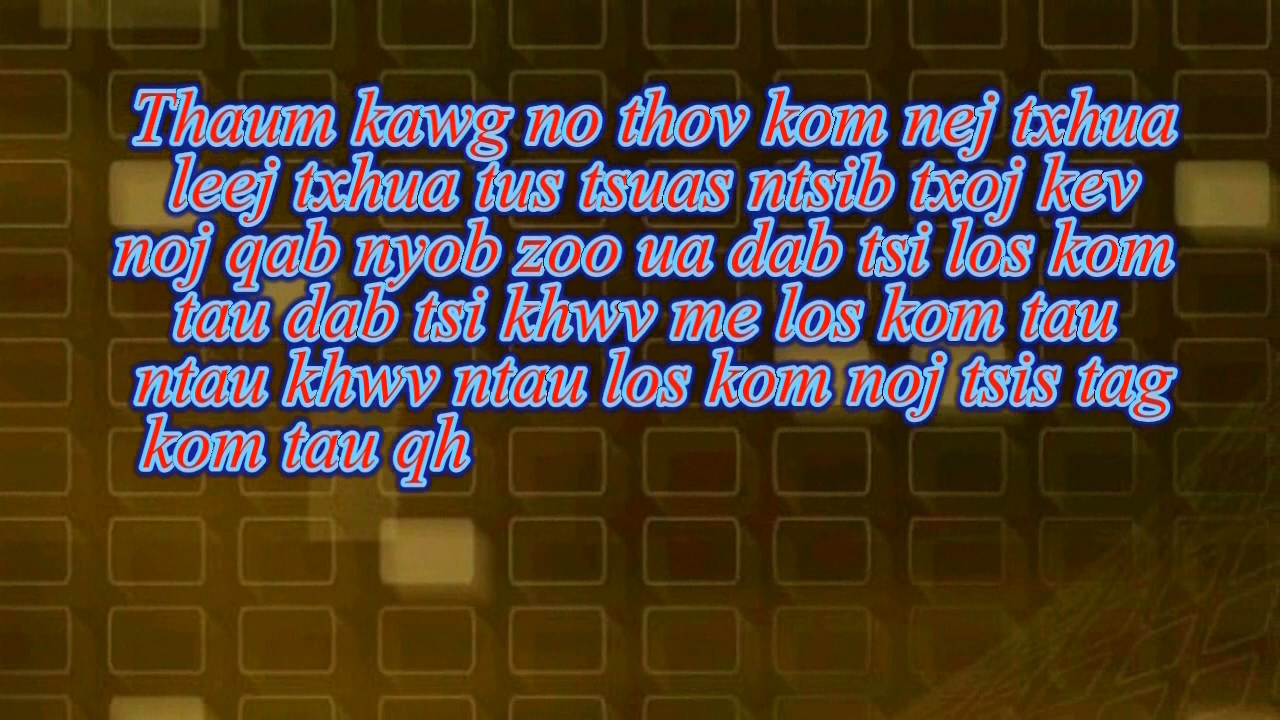 Thaum kawg no thov kom nej txhua
leej txhua tus tsuas ntsib txoj kev
noj qab nyob zoo ua dab tsi los kom
tau dab tsi khwv me los kom tau
ntau khwv ntau los kom noj tsis tag
kom tau qh